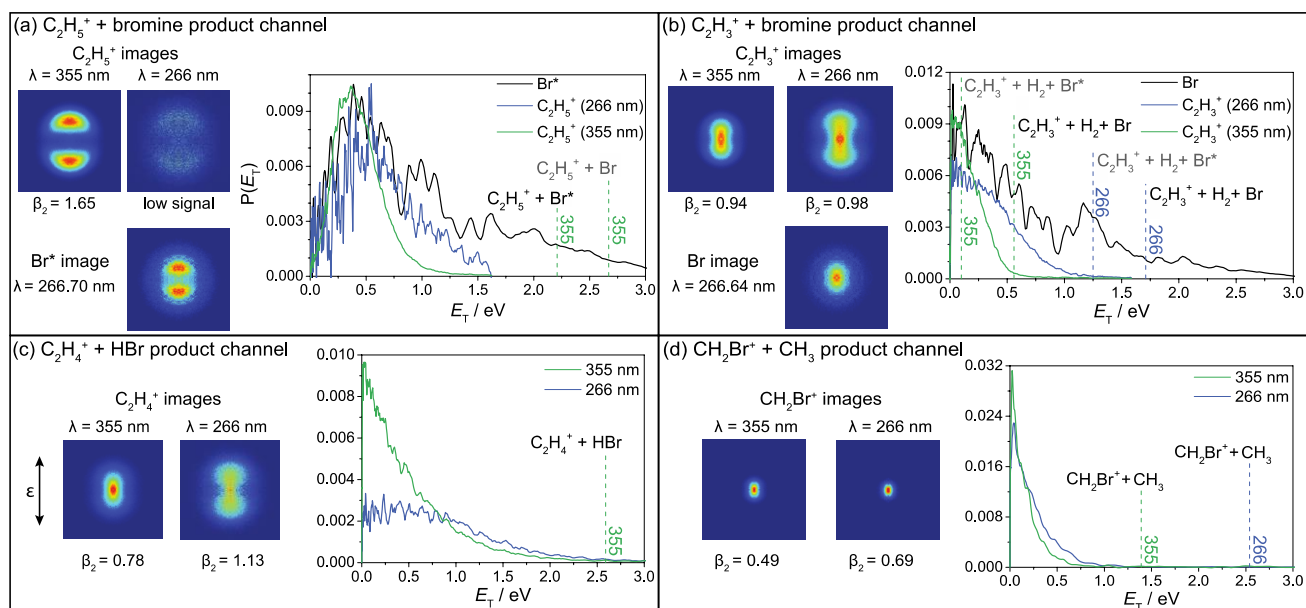 (a) C₂H₅⁺ + bromine product channel
C₂H₅⁺ images
λ = 355 nm λ = 266 nm
β₂ = 1.65 low signal
Br* image
λ = 266.70 nm
P(E_T)
0.009
0.006
0.003
0.000
Br*
C₂H₅⁺ (266 nm)
C₂H₅⁺ (355 nm)
C₂H₅⁺ + Br
C₂H₅⁺ + Br*
355 355
0.0 0.5 1.0 1.5 2.0 2.5 3.0
E_T / eV
(b) C₂H₃⁺ + bromine product channel
C₂H₃⁺ images
λ = 355 nm λ = 266 nm
β₂ = 0.94 β₂ = 0.98
Br image
λ = 266.64 nm
0.012
0.009
0.006
0.003
0.000
C₂H₃⁺ + H₂+ Br*
Br
C₂H₃⁺ (266 nm)
C₂H₃⁺ (355 nm)
C₂H₃⁺ + H₂+ Br
C₂H₃⁺ + H₂+ Br*
C₂H₃⁺ + H₂+ Br
355 355 266 266
0.0 0.5 1.0 1.5 2.0 2.5 3.0
E_T / eV
(c) C₂H₄⁺ + HBr product channel
C₂H₄⁺ images
λ = 355 nm λ = 266 nm
ε
β₂ = 0.78 β₂ = 1.13
0.010
0.008
0.006
0.004
0.002
0.000
355 nm
266 nm
C₂H₄⁺ + HBr
355
0.0 0.5 1.0 1.5 2.0 2.5 3.0
E_T / eV
(d) CH₂Br⁺ + CH₃ product channel
CH₂Br⁺ images
λ = 355 nm λ = 266 nm
β₂ = 0.49 β₂ = 0.69
0.032
0.024
0.016
0.008
0.000
355 nm
266 nm
CH₂Br⁺ + CH₃
CH₂Br⁺ + CH₃
355 266
0.0 0.5 1.0 1.5 2.0 2.5 3.0
E_T / eV